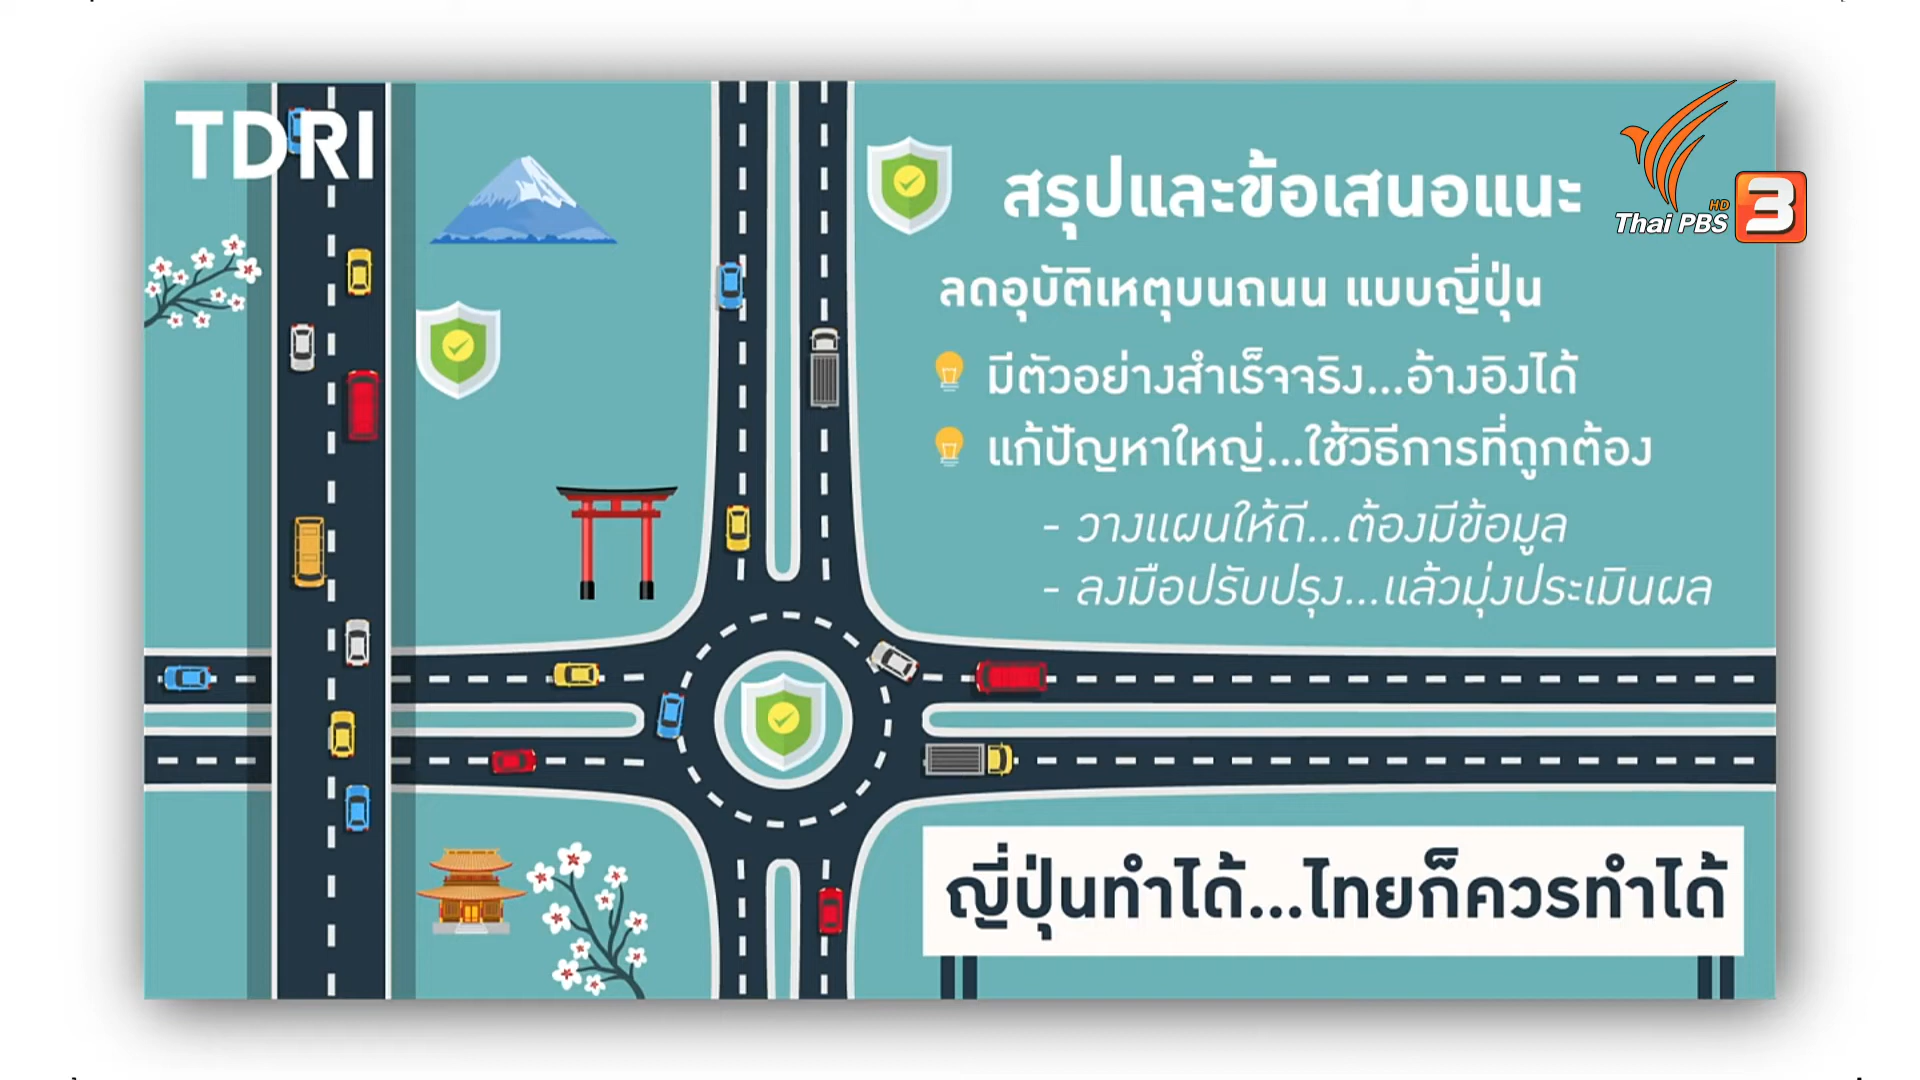 TDRI
สรุปและข้อเสนอแนะ
HD
Thai PBS 3
ลดอุบัติเหตุบนถนน แบบญี่ปุ่น
มีตัวอย่างสำเร็จจริง...อ้างอิงได้
แก้ปัญหาใหญ่...ใช้วิธีการที่ถูกต้อง
- วางแผนให้ดี...ต้องมีข้อมูล
- ลงมือปรับปรุง...แล้วมุ่งประเมินผล
ญี่ปุ่นทำได้...ไทยก็ควรทำได้